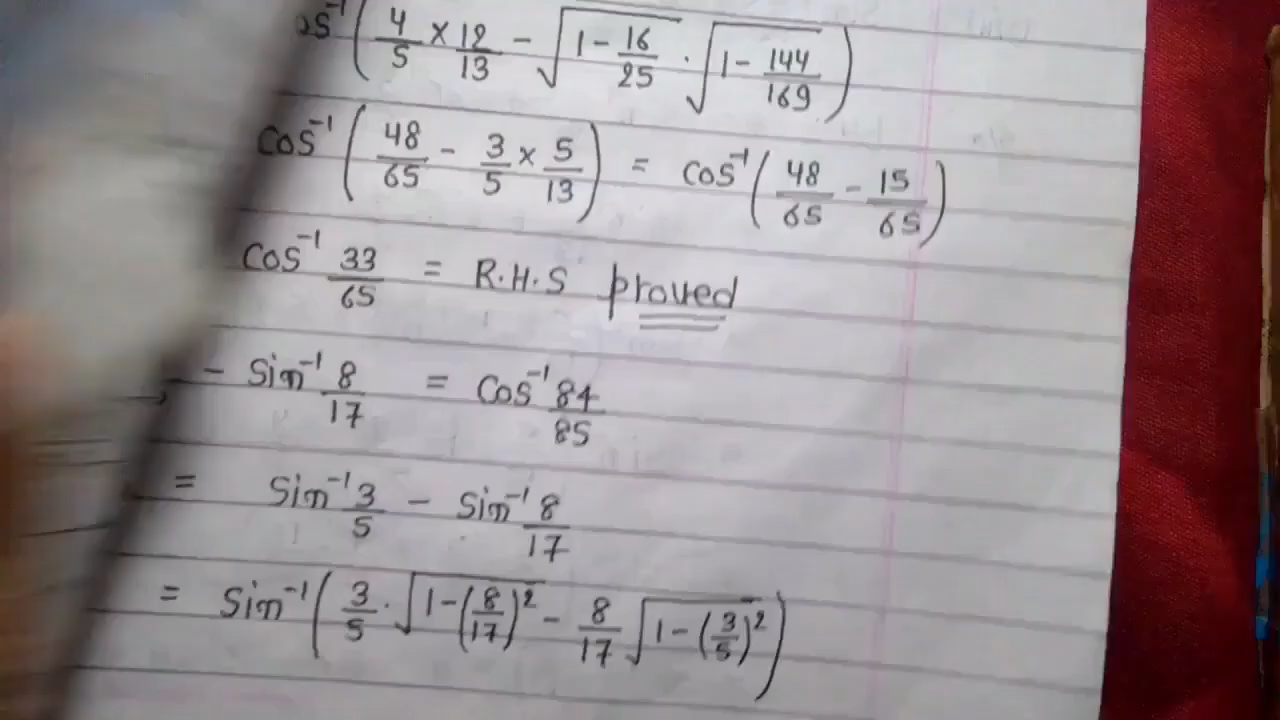 os⁻¹(4/5 × 12/13 − √(1 − 16/25) · √(1 − 144/169))
Cos⁻¹(48/65 − 3/5 × 5/13) = Cos⁻¹(48/65 − 15/65)
Cos⁻¹ 33/65 = R.H.S proved
− Sin⁻¹ 8/17 = Cos⁻¹ 84/85
= Sin⁻¹ 3/5 − Sin⁻¹ 8/17
= Sin⁻¹(3/5 · √(1 − (8/17)²) − 8/17 √(1 − (3/5)²))